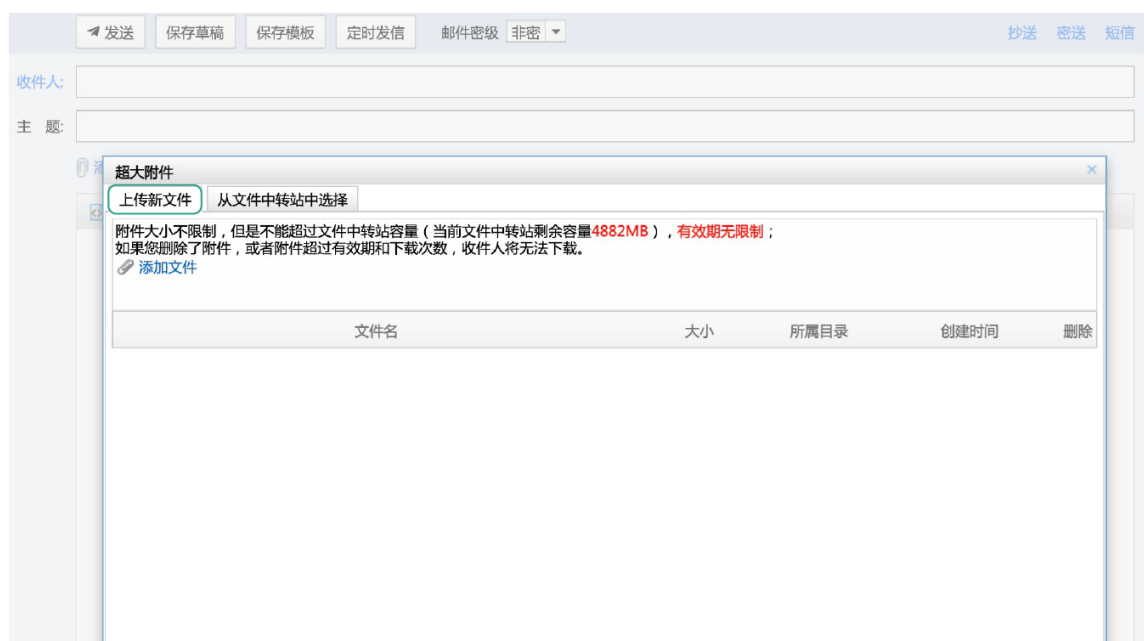 发送 保存草稿 保存模板 定时发信 邮件密级 非密 抄送 密送 短信
收件人:
主 题:
超大附件
上传新文件 从文件中转站中选择
附件大小不限制，但是不能超过文件中转站容量（当前文件中转站剩余容量4882MB），有效期无限制；
如果您删除了附件，或者附件超过有效期和下载次数，收件人将无法下载。
添加文件
文件名 大小 所属目录 创建时间 删除